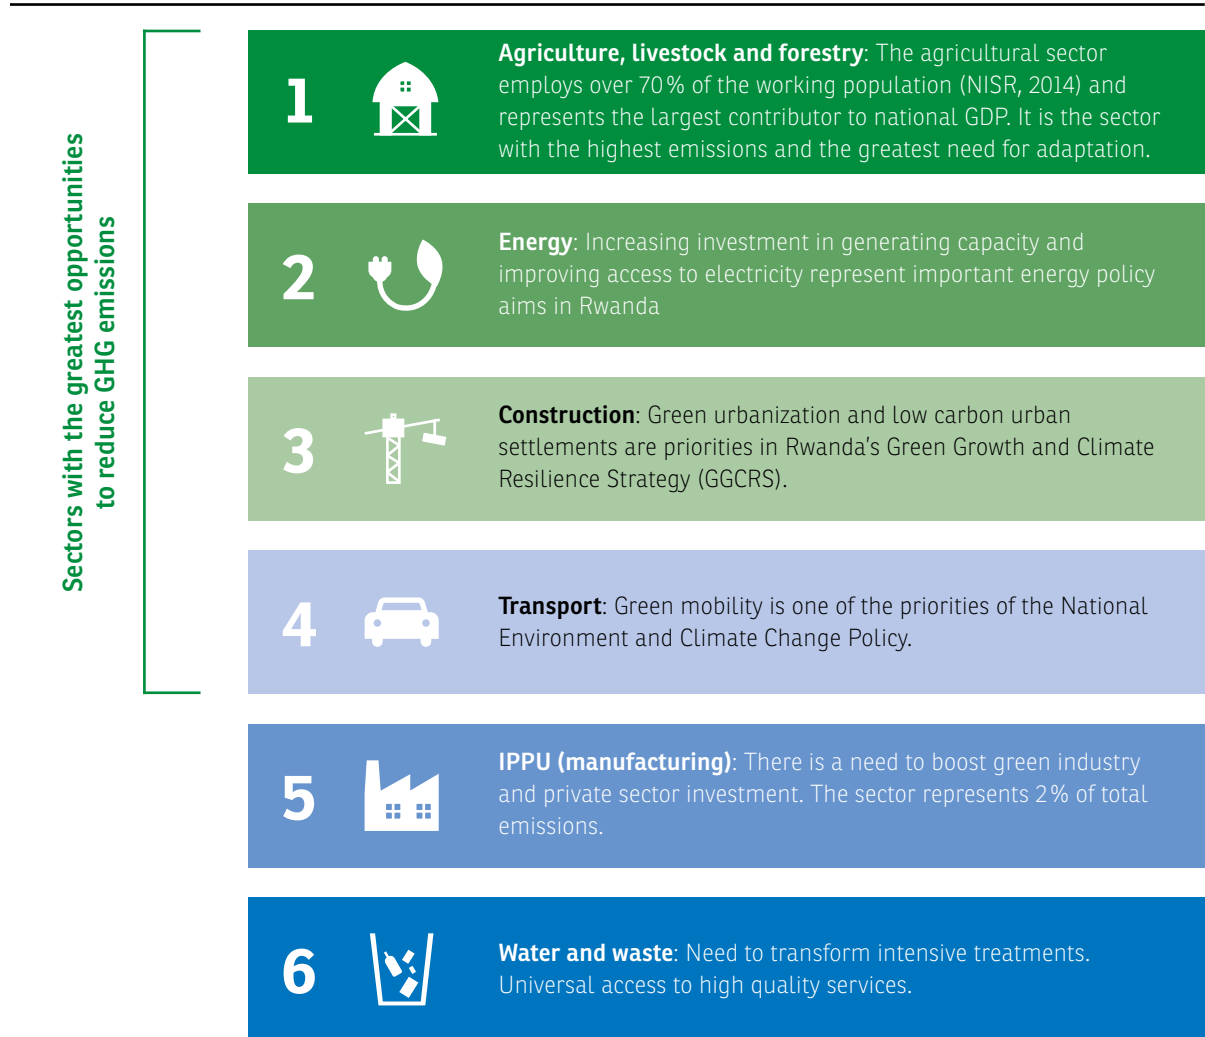 Sectors with the greatest opportunities
to reduce GHG emissions
1
Agriculture, livestock and forestry: The agricultural sector
employs over 70% of the working population (NISR, 2014) and
represents the largest contributor to national GDP. It is the sector
with the highest emissions and the greatest need for adaptation.
2
Energy: Increasing investment in generating capacity and
improving access to electricity represent important energy policy
aims in Rwanda
3
Construction: Green urbanization and low carbon urban
settlements are priorities in Rwanda’s Green Growth and Climate
Resilience Strategy (GGCRS).
4
Transport: Green mobility is one of the priorities of the National
Environment and Climate Change Policy.
5
IPPU (manufacturing): There is a need to boost green industry
and private sector investment. The sector represents 2% of total
emissions.
6
Water and waste: Need to transform intensive treatments.
Universal access to high quality services.